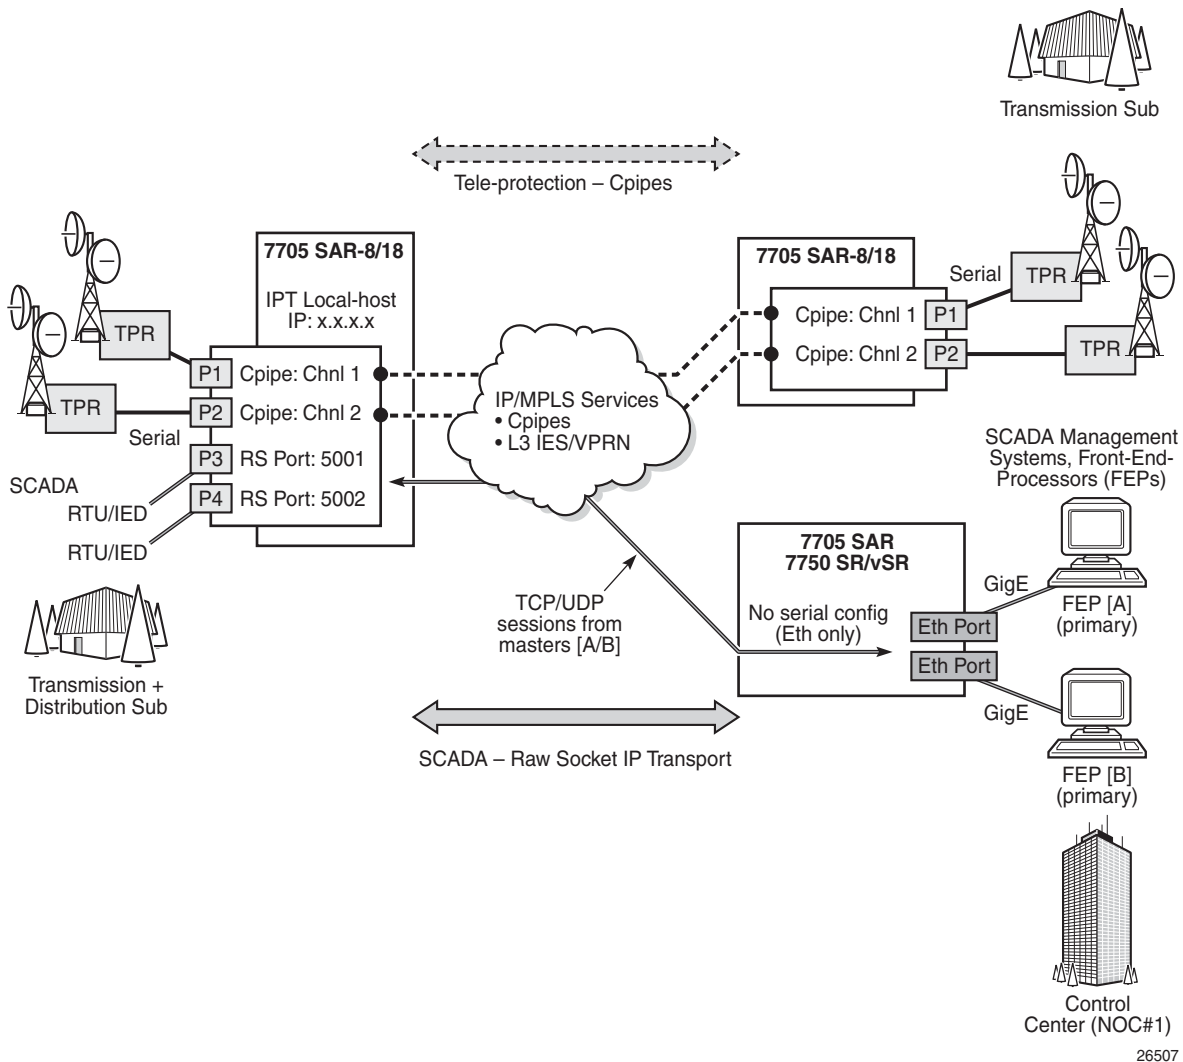 Transmission Sub
Tele-protection – Cpipes
7705 SAR-8/18
IPT Local-host
IP: x.x.x.x
TPR
TPR
P1 Cpipe: Chnl 1
P2 Cpipe: Chnl 2
P3 RS Port: 5001
P4 RS Port: 5002
Serial
SCADA
RTU/IED
RTU/IED
Transmission +
Distribution Sub
IP/MPLS Services
• Cpipes
• L3 IES/VPRN
7705 SAR-8/18
Cpipe: Chnl 1 P1
Cpipe: Chnl 2 P2
Serial
TPR
TPR
SCADA Management
Systems, Front-End-
Processors (FEPs)
TCP/UDP
sessions from
masters [A/B]
7705 SAR
7750 SR/vSR
No serial config
(Eth only)
Eth Port
Eth Port
GigE
GigE
FEP [A]
(primary)
FEP [B]
(primary)
SCADA – Raw Socket IP Transport
Control
Center (NOC#1)
26507